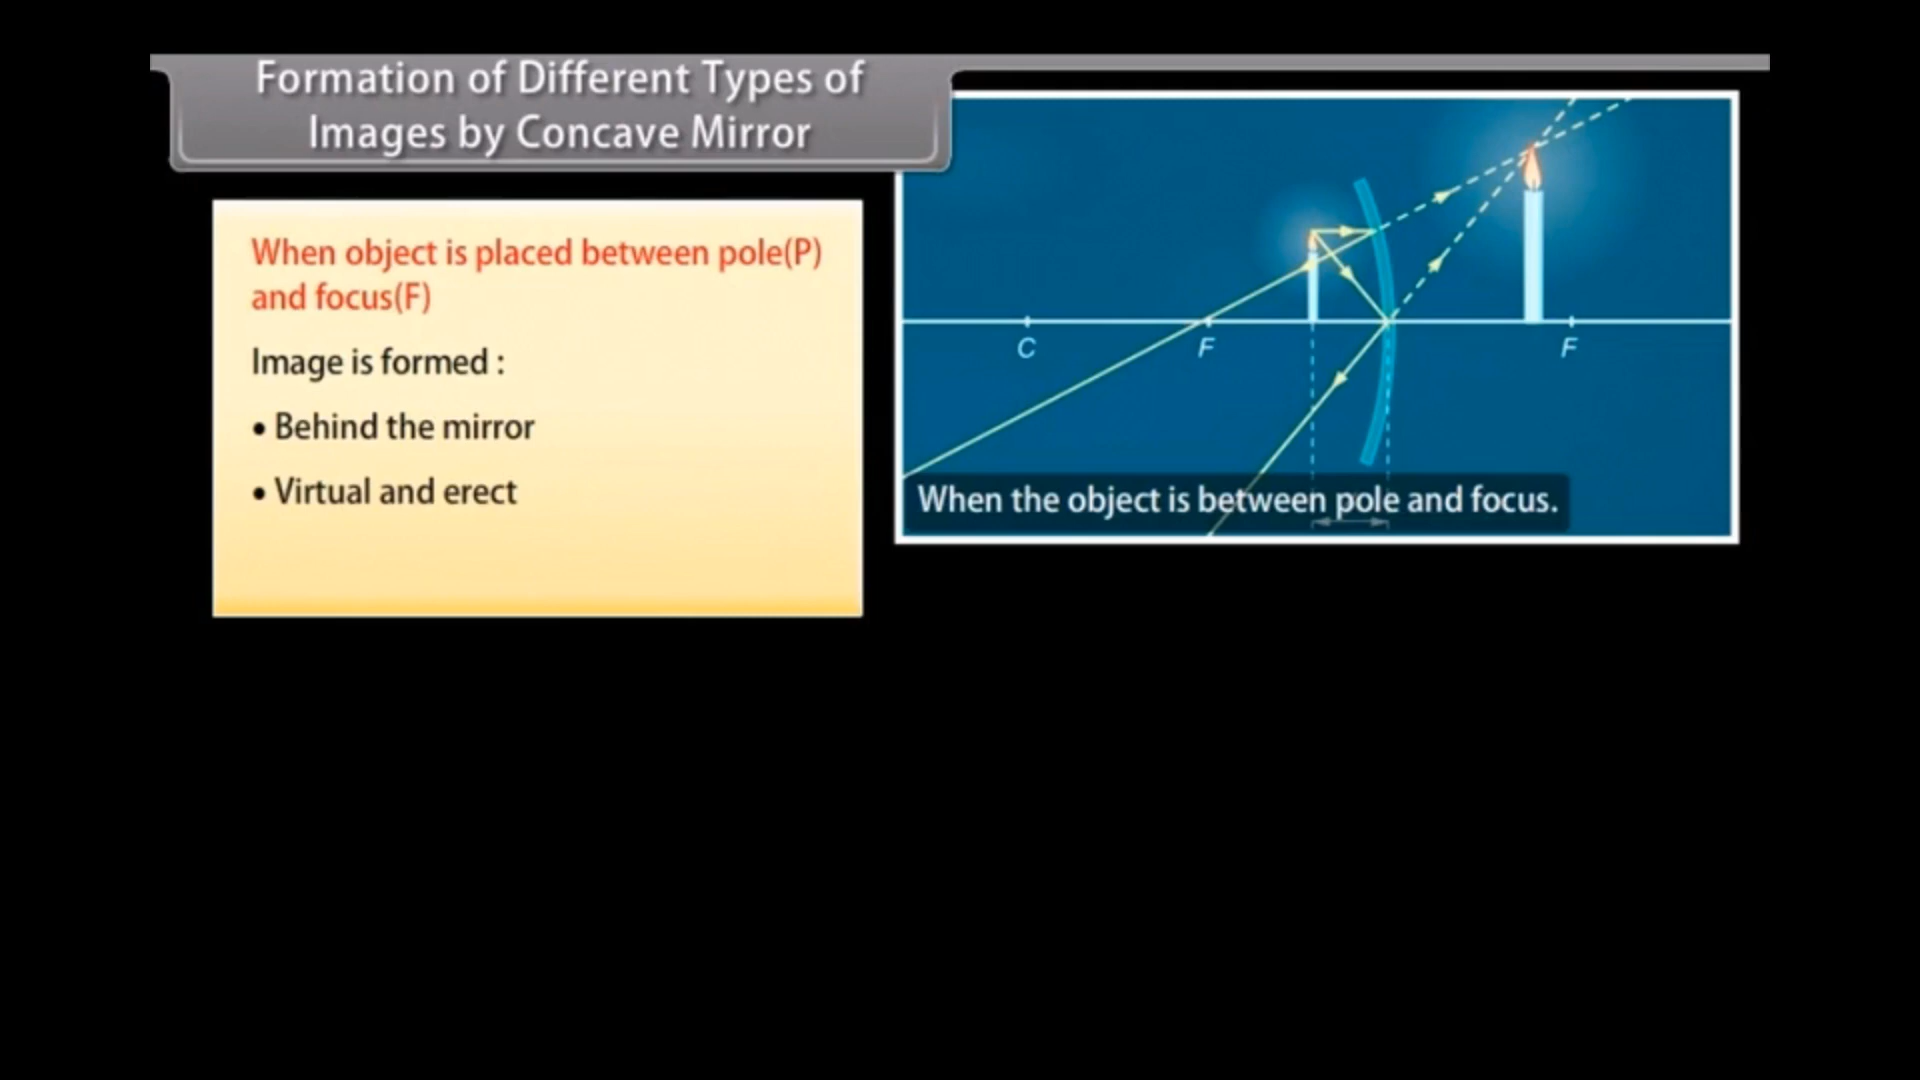 Formation of Different Types of
Images by Concave Mirror
When object is placed between pole(P)
and focus(F)
Image is formed :
• Behind the mirror
• Virtual and erect
C
F
F
When the object is between pole and focus.